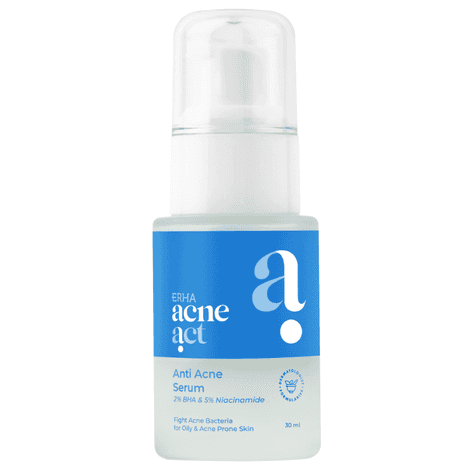 a
ERHA
acne
act
Anti Acne
Serum
2% BHA & 5% Niacinamide
Fight Acne Bacteria
for Oily & Acne Prone Skin
DERMATOLOGIST
30 ml